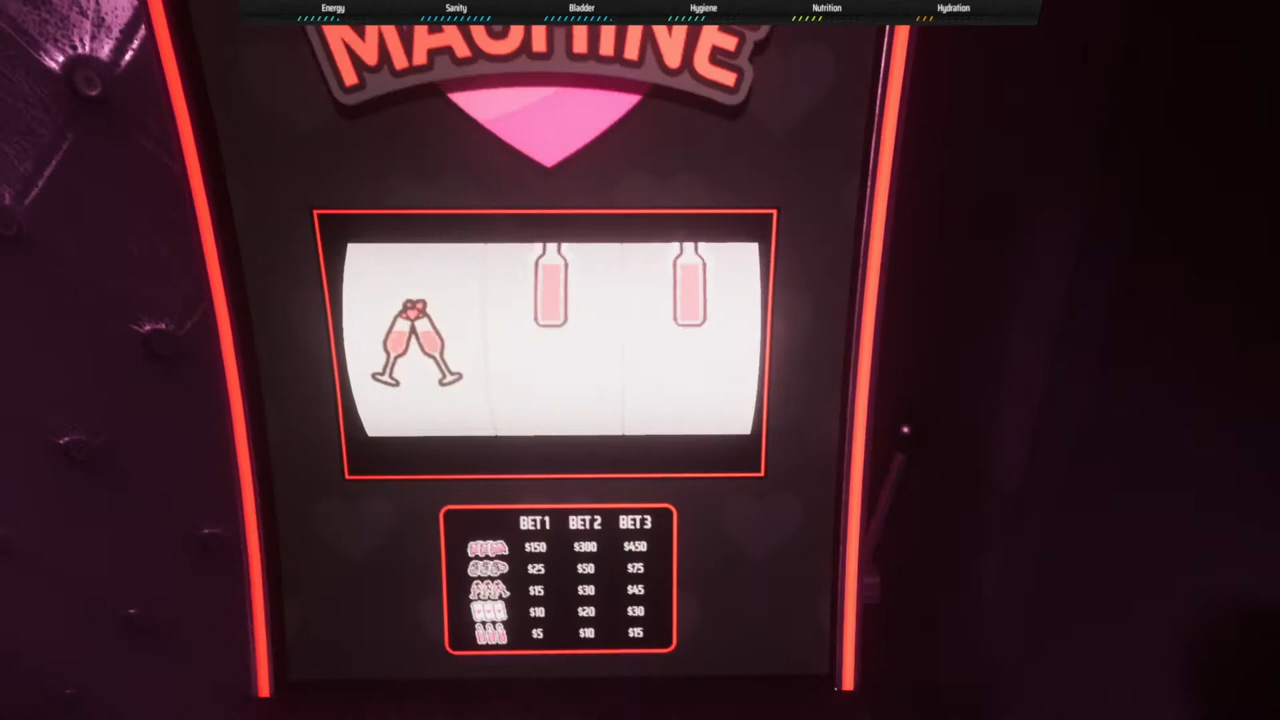 Energy Sanity Bladder Hygiene Nutrition Hydration
MACHINE
BET 1 BET 2 BET 3
$150 $300 $450
$25 $50 $75
$15 $30 $45
$10 $20 $30
$5 $10 $15